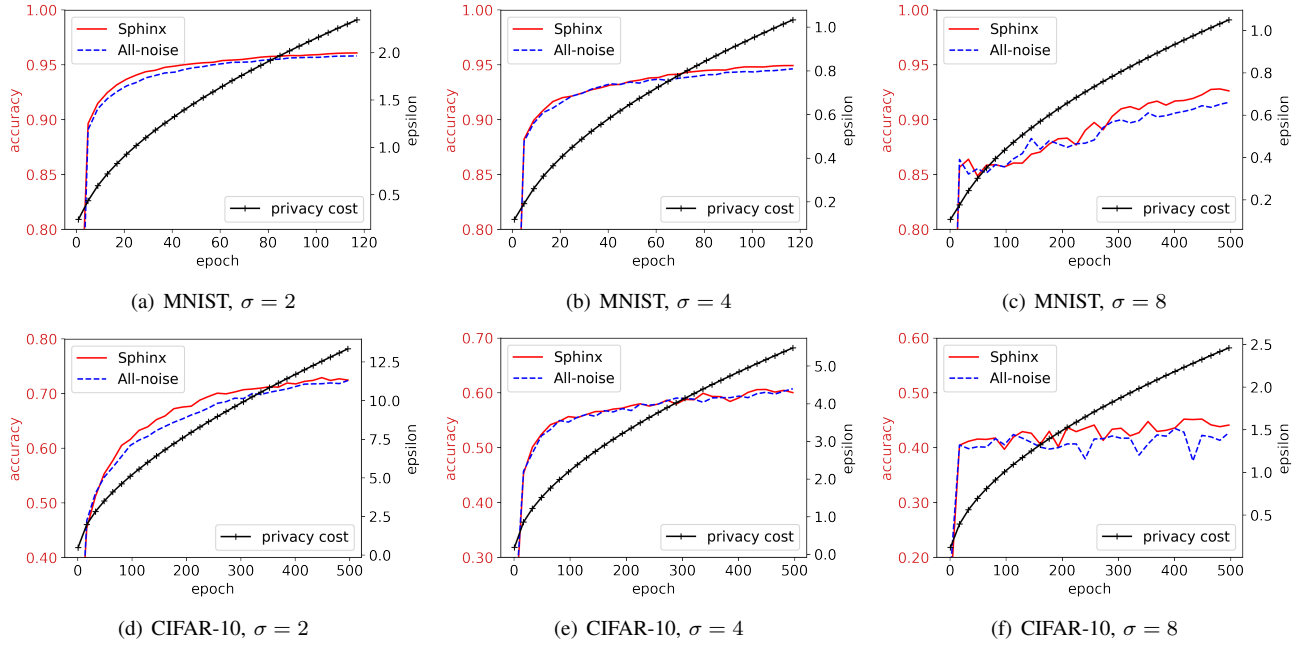 1.00
0.95
0.90
0.85
0.80
accuracy
Sphinx
All-noise
privacy cost
2.0
1.5
1.0
0.5
epsilon
0 20 40 60 80 100 120
epoch
(a) MNIST, σ = 2
1.00
0.95
0.90
0.85
0.80
accuracy
Sphinx
All-noise
privacy cost
1.0
0.8
0.6
0.4
0.2
epsilon
0 20 40 60 80 100 120
epoch
(b) MNIST, σ = 4
1.00
0.95
0.90
0.85
0.80
accuracy
Sphinx
All-noise
privacy cost
1.0
0.8
0.6
0.4
0.2
epsilon
0 100 200 300 400 500
epoch
(c) MNIST, σ = 8
0.80
0.70
0.60
0.50
0.40
accuracy
Sphinx
All-noise
privacy cost
12.5
10.0
7.5
5.0
2.5
0.0
epsilon
0 100 200 300 400 500
epoch
(d) CIFAR-10, σ = 2
0.70
0.60
0.50
0.40
0.30
accuracy
Sphinx
All-noise
privacy cost
5.0
4.0
3.0
2.0
1.0
0.0
epsilon
0 100 200 300 400 500
epoch
(e) CIFAR-10, σ = 4
0.60
0.50
0.40
0.30
0.20
accuracy
Sphinx
All-noise
privacy cost
2.5
2.0
1.5
1.0
0.5
epsilon
0 100 200 300 400 500
epoch
(f) CIFAR-10, σ = 8